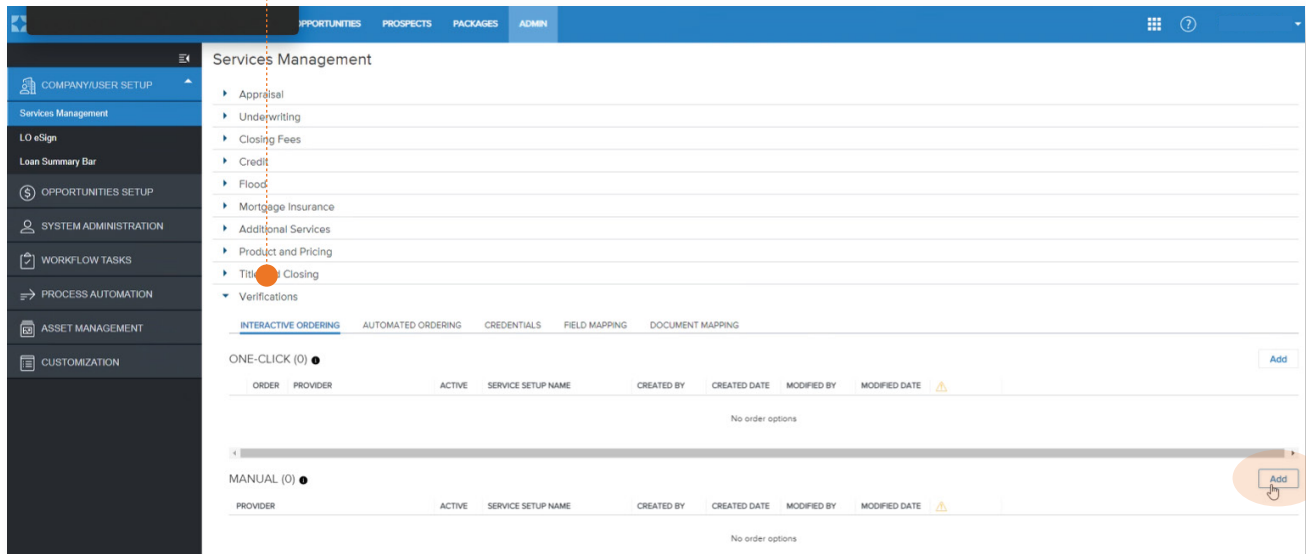 OPPORTUNITIES PROSPECTS PACKAGES ADMIN
Services Management
COMPANY/USER SETUP
Services Management
LO eSign
Loan Summary Bar
OPPORTUNITIES SETUP
SYSTEM ADMINISTRATION
WORKFLOW TASKS
PROCESS AUTOMATION
ASSET MANAGEMENT
CUSTOMIZATION
Appraisal
Underwriting
Closing Fees
Credit
Flood
Mortgage Insurance
Additional Services
Product and Pricing
Title and Closing
Verifications
INTERACTIVE ORDERING AUTOMATED ORDERING CREDENTIALS FIELD MAPPING DOCUMENT MAPPING
ONE-CLICK (0) Add
ORDER PROVIDER ACTIVE SERVICE SETUP NAME CREATED BY CREATED DATE MODIFIED BY MODIFIED DATE
No order options
MANUAL (0) Add
PROVIDER ACTIVE SERVICE SETUP NAME CREATED BY CREATED DATE MODIFIED BY MODIFIED DATE
No order options